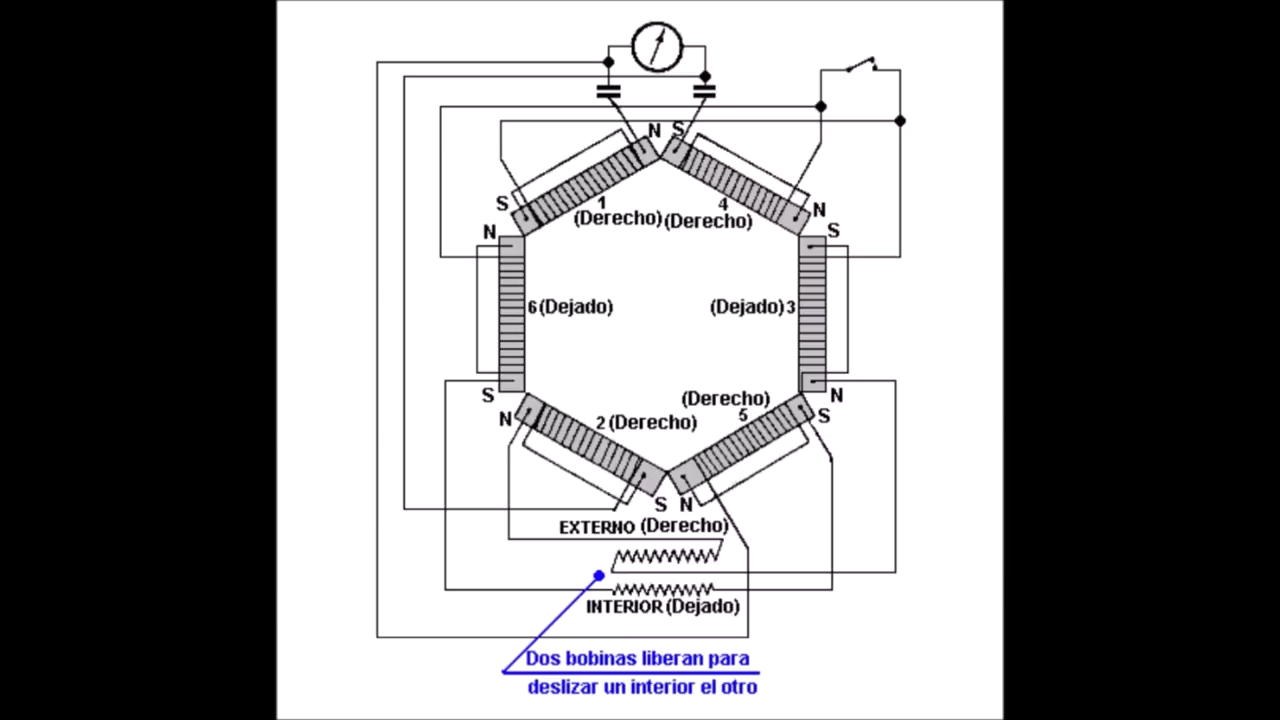 N S
S
1
4
(Derecho) (Derecho)
N
N
S
6 (Dejado)
(Dejado) 3
S
N
(Derecho)
5
S
N
2 (Derecho)
S N
EXTERNO (Derecho)
INTERIOR (Dejado)
Dos bobinas liberan para
deslizar un interior el otro